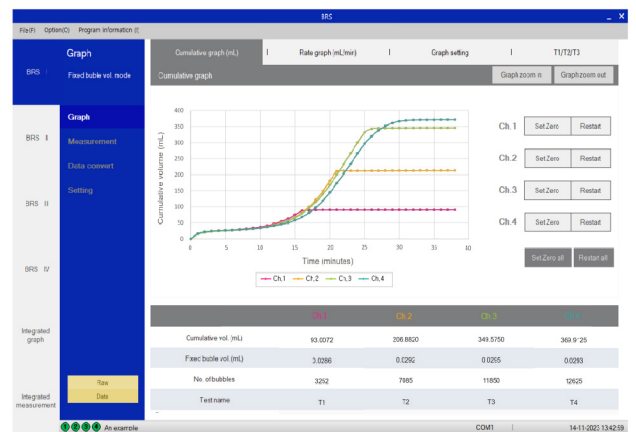 BRS _ X
File(F) Option(O) Program Information (I)
Graph
Cumulative graph (mL) | Rate graph (mL/min) | Graph setting | T1/T2/T3
BRS I Fixed buble vol. mode
Cumulative graph Graph zoom in Graph zoom out
Graph
BRS II Measurement
Data convert
Setting
BRS III
BRS IV
Integrated graph
Integrated measurement
Raw
Data
Cumulative volume (mL)
400
350
300
250
200
150
100
50
0
0 5 10 15 20 25 30 35 40
Time (minutes)
Ch,1 Ch,2 Ch,3 Ch,4
Ch.1 Set Zero Restart
Ch.2 Set Zero Restart
Ch.3 Set Zero Restart
Ch.4 Set Zero Restart
Set Zero all Restart all
Ch.1 Ch.2 Ch.3
Cumulative vol. (mL) 93.0072 349.5750
Fixec buble vol. (mL) 0.0286 0.0292 0.0295 0.0293
No. of bubbles 3252 7985 11850 12625
Test name T1 T2 T3 T4
1 2 3 4 An example COM1 14-11-2023 13:42:59